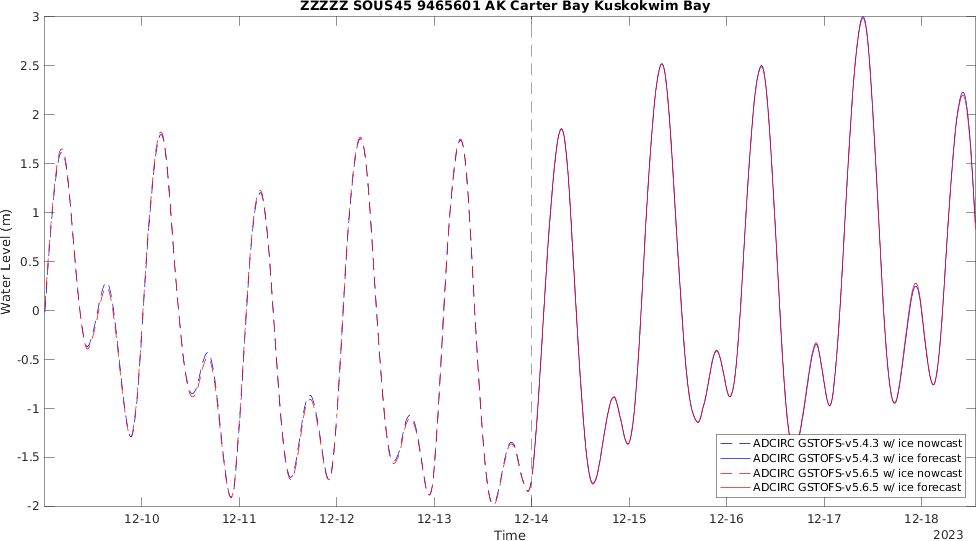 ZZZZZ SOUS45 9465601 AK Carter Bay Kuskokwim Bay
3
2.5
2
1.5
1
0.5
0
-0.5
-1
-1.5
-2
Water Level (m)
ADCIRC GSTOFS-v5.4.3 w/ ice nowcast
ADCIRC GSTOFS-v5.4.3 w/ ice forecast
ADCIRC GSTOFS-v5.6.5 w/ ice nowcast
ADCIRC GSTOFS-v5.6.5 w/ ice forecast
12-10 12-11 12-12 12-13 12-14 12-15 12-16 12-17 12-18
Time
2023